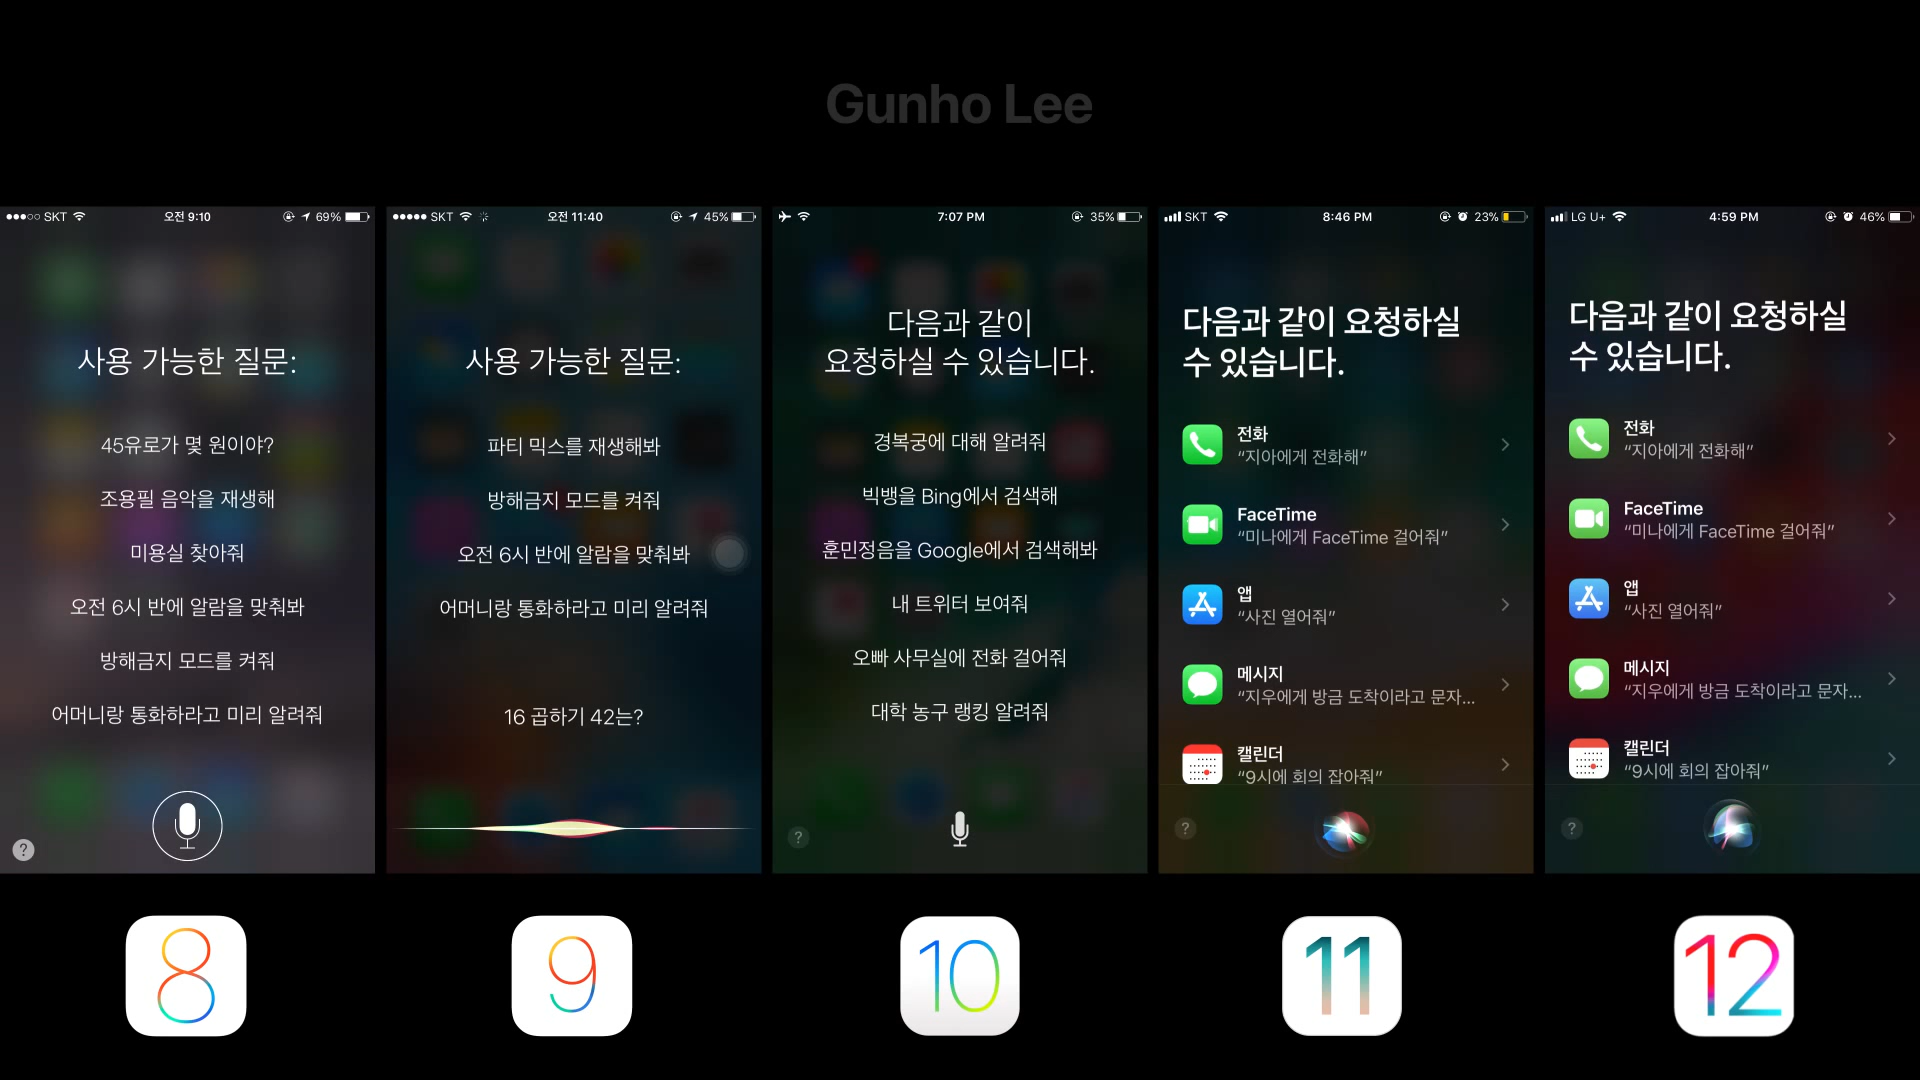 Gunho Lee
SKT 오전 9:10 69%
사용 가능한 질문:
45유로가 몇 원이야?
조용필 음악을 재생해
미용실 찾아줘
오전 6시 반에 알람을 맞춰봐
방해금지 모드를 켜줘
어머니랑 통화하라고 미리 알려줘
?
8
SKT 오전 11:40 45%
사용 가능한 질문:
파티 믹스를 재생해봐
방해금지 모드를 켜줘
오전 6시 반에 알람을 맞춰봐
어머니랑 통화하라고 미리 알려줘
16 곱하기 42는?
9
7:07 PM 35%
다음과 같이
요청하실 수 있습니다.
경복궁에 대해 알려줘
빅뱅을 Bing에서 검색해
훈민정음을 Google에서 검색해봐
내 트위터 보여줘
오빠 사무실에 전화 걸어줘
대학 농구 랭킹 알려줘
?
10
SKT 8:46 PM 23%
다음과 같이 요청하실
수 있습니다.
전화
“지아에게 전화해”
FaceTime
“미나에게 FaceTime 걸어줘”
앱
“사진 열어줘”
메시지
“지우에게 방금 도착이라고 문자...
캘린더
“9시에 회의 잡아줘”
?
11
LG U+ 4:59 PM 46%
다음과 같이 요청하실
수 있습니다.
전화
“지아에게 전화해”
FaceTime
“미나에게 FaceTime 걸어줘”
앱
“사진 열어줘”
메시지
“지우에게 방금 도착이라고 문자...
캘린더
“9시에 회의 잡아줘”
?
12